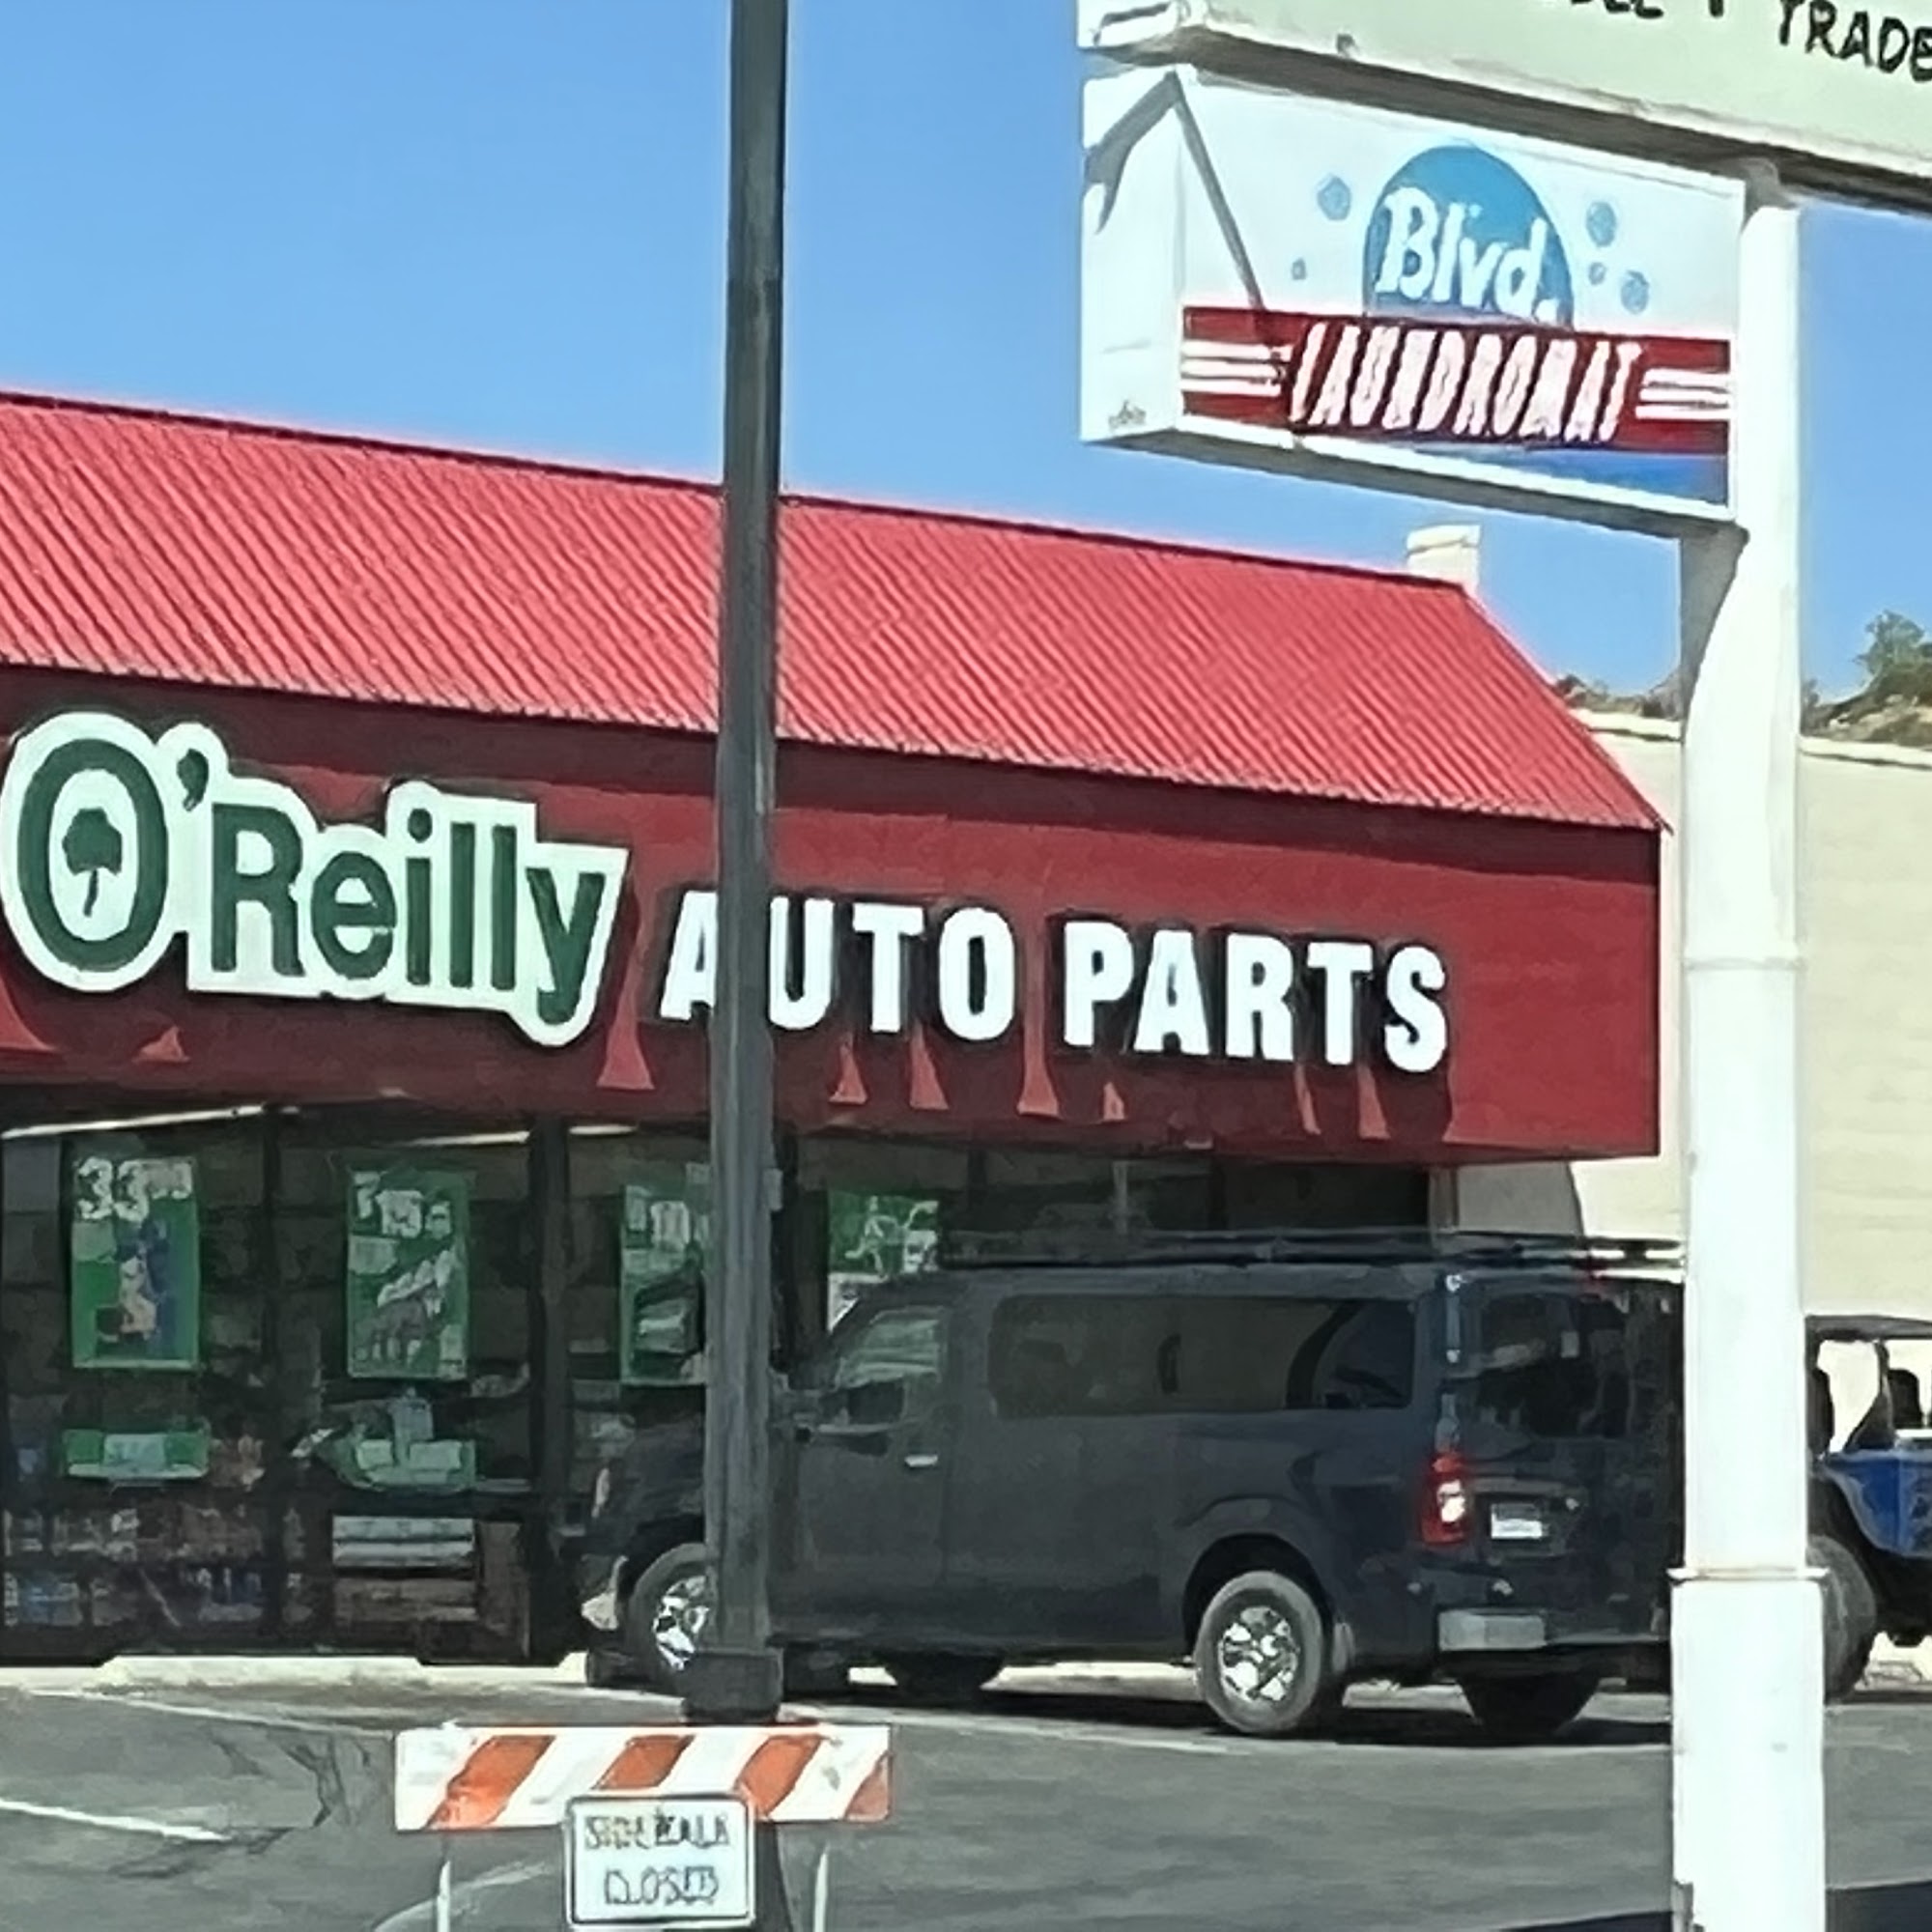 TRADE
Blvd.
LAUNDROMAT
O'Reilly AUTO PARTS
SIDEWALK
CLOSED